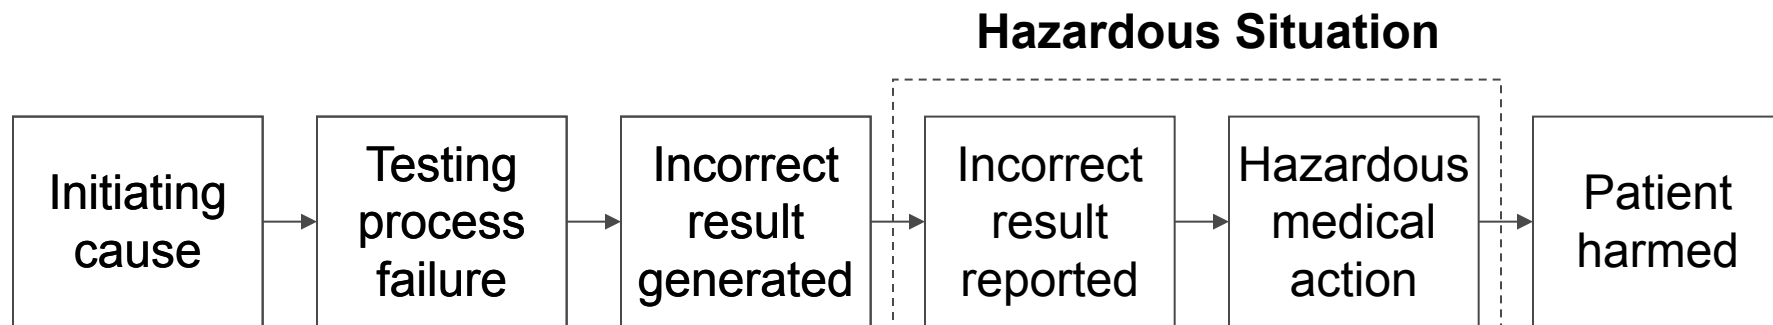 Hazardous Situation
Initiating
cause
Testing
process
failure
Incorrect
result
generated
Incorrect
result
reported
Hazardous
medical
action
Patient
harmed